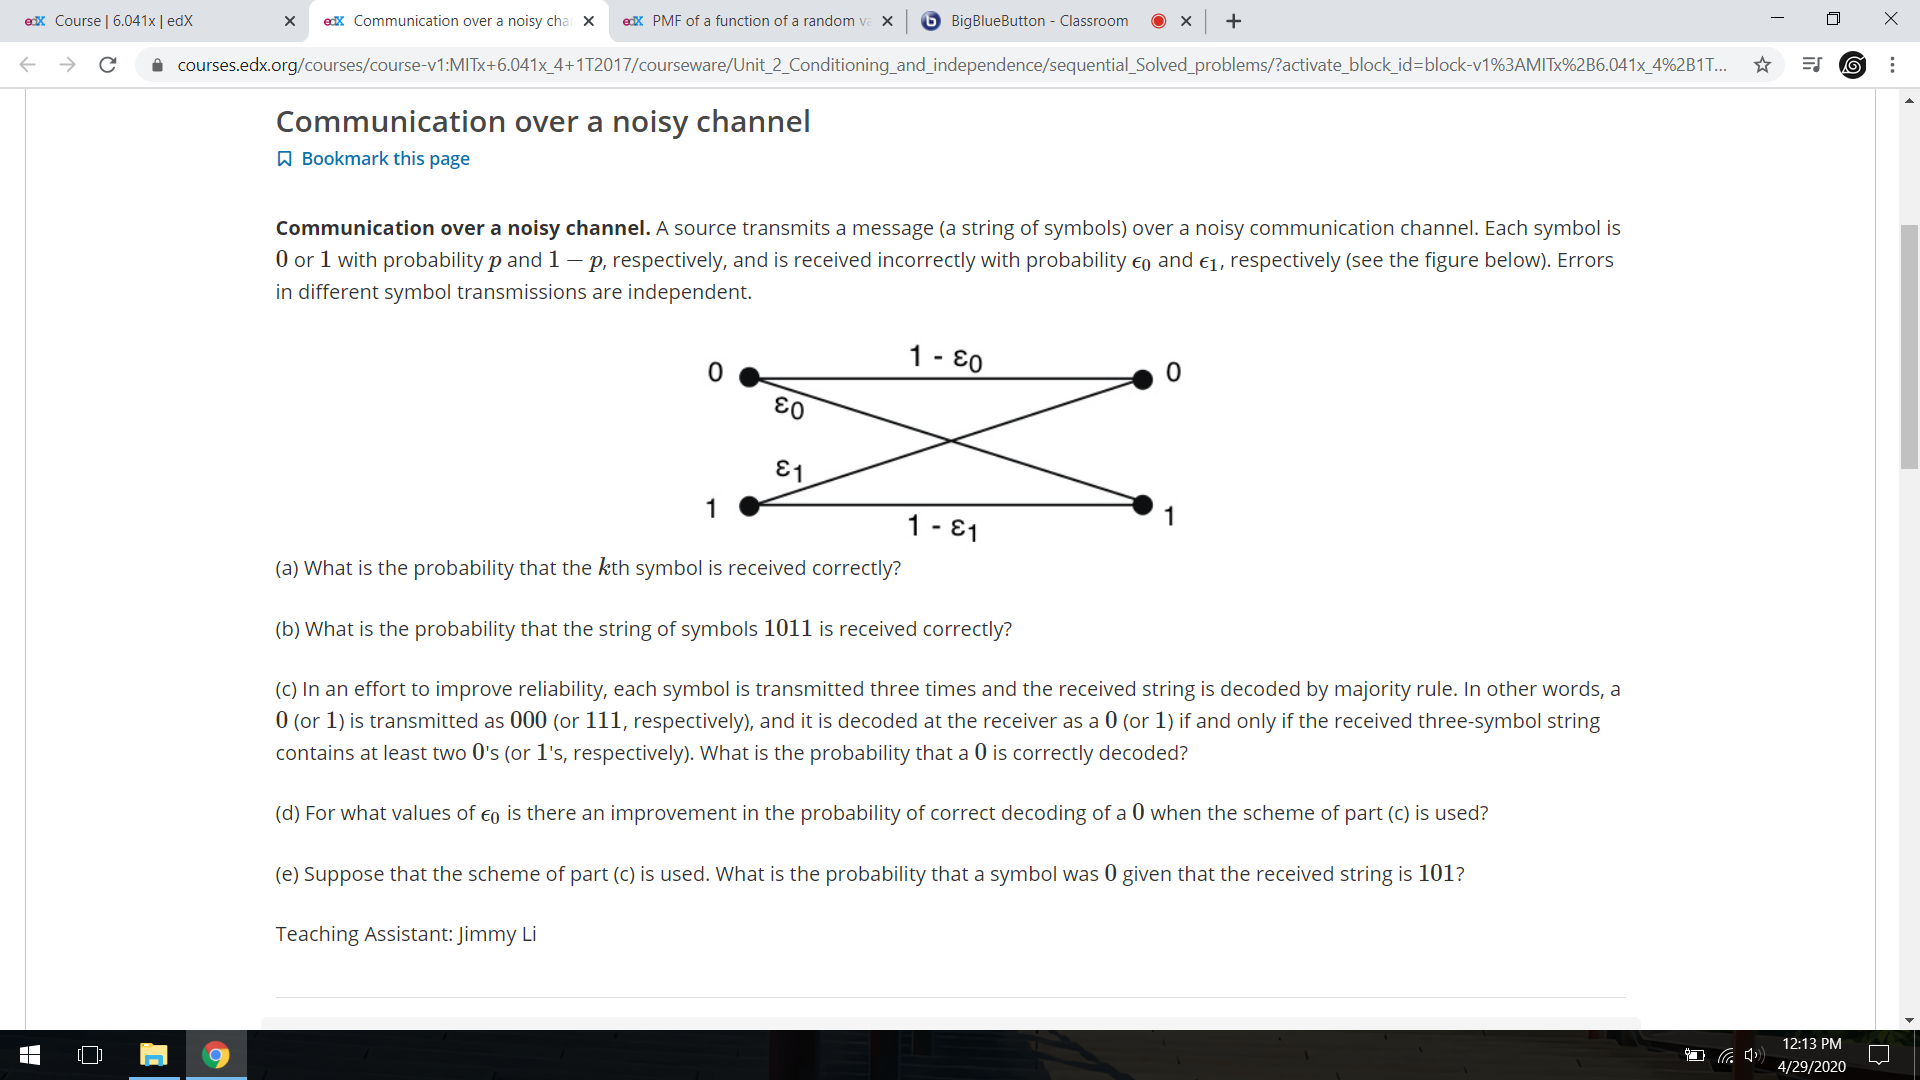 edX Course | 6.041x | edX
edX Communication over a noisy cha
edX PMF of a function of a random va
b BigBlueButton - Classroom
courses.edx.org/courses/course-v1:MITx+6.041x_4+1T2017/courseware/Unit_2_Conditioning_and_independence/sequential_Solved_problems/?activate_block_id=block-v1%3AMITx%2B6.041x_4%2B1T...
Communication over a noisy channel
Bookmark this page
Communication over a noisy channel. A source transmits a message (a string of symbols) over a noisy communication channel. Each symbol is
0 or 1 with probability p and 1 − p, respectively, and is received incorrectly with probability ϵ0 and ϵ1, respectively (see the figure below). Errors
in different symbol transmissions are independent.
0 1 - ε0 0
ε0
ε1
1 1 - ε1 1
(a) What is the probability that the kth symbol is received correctly?
(b) What is the probability that the string of symbols 1011 is received correctly?
(c) In an effort to improve reliability, each symbol is transmitted three times and the received string is decoded by majority rule. In other words, a
0 (or 1) is transmitted as 000 (or 111, respectively), and it is decoded at the receiver as a 0 (or 1) if and only if the received three-symbol string
contains at least two 0's (or 1's, respectively). What is the probability that a 0 is correctly decoded?
(d) For what values of ϵ0 is there an improvement in the probability of correct decoding of a 0 when the scheme of part (c) is used?
(e) Suppose that the scheme of part (c) is used. What is the probability that a symbol was 0 given that the received string is 101?
Teaching Assistant: Jimmy Li
12:13 PM
4/29/2020